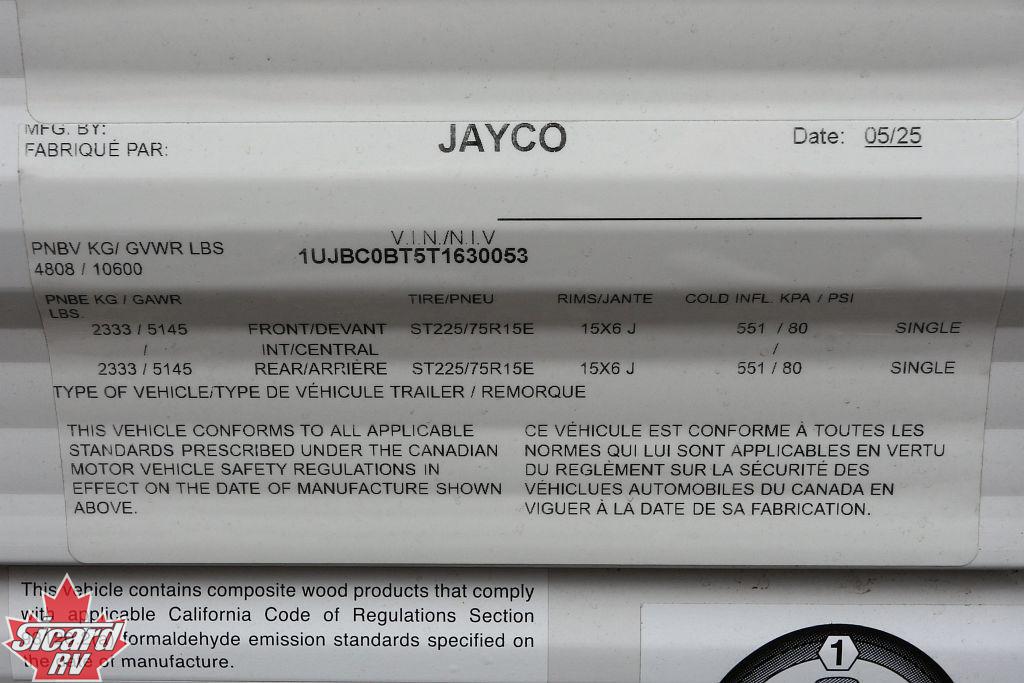 MFG. BY:
FABRIQUÉ PAR:
JAYCO
Date: 05/25
V.I.N./N.I.V
PNBV KG/ GVWR LBS
1UJBC0BT5T1630053
4808 / 10600
PNBE KG / GAWR TIRE/PNEU RIMS/JANTE COLD INFL. KPA / PSI
LBS.
2333 / 5145 FRONT/DEVANT ST225/75R15E 15X6 J 551 / 80 SINGLE
/ INT/CENTRAL /
2333 / 5145 REAR/ARRIÈRE ST225/75R15E 15X6 J 551 / 80 SINGLE
TYPE OF VEHICLE/TYPE DE VÉHICULE TRAILER / REMORQUE
THIS VEHICLE CONFORMS TO ALL APPLICABLE
STANDARDS PRESCRIBED UNDER THE CANADIAN
MOTOR VEHICLE SAFETY REGULATIONS IN
EFFECT ON THE DATE OF MANUFACTURE SHOWN
ABOVE.
CE VÉHICULE EST CONFORME À TOUTES LES
NORMES QUI LUI SONT APPLICABLES EN VERTU
DU REGLÈMENT SUR LA SÉCURITÉ DES
VÉHICLUES AUTOMOBILES DU CANADA EN
VIGUER À LA DATE DE SA FABRICATION.
This vehicle contains composite wood products that comply
with applicable California Code of Regulations Section
formaldehyde emission standards specified on
the date of manufacture.
Sicard
RV
1